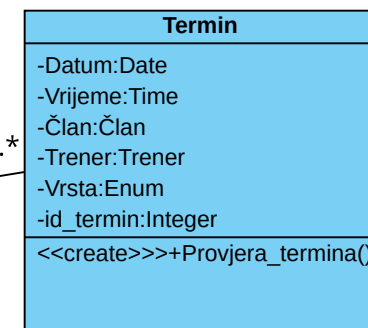 Termin
-Datum:Date
-Vrijeme:Time
-Član:Član
.*
-Trener:Trener
-Vrsta:Enum
-id_termin:Integer
<<create>>>+Provjera_termina()